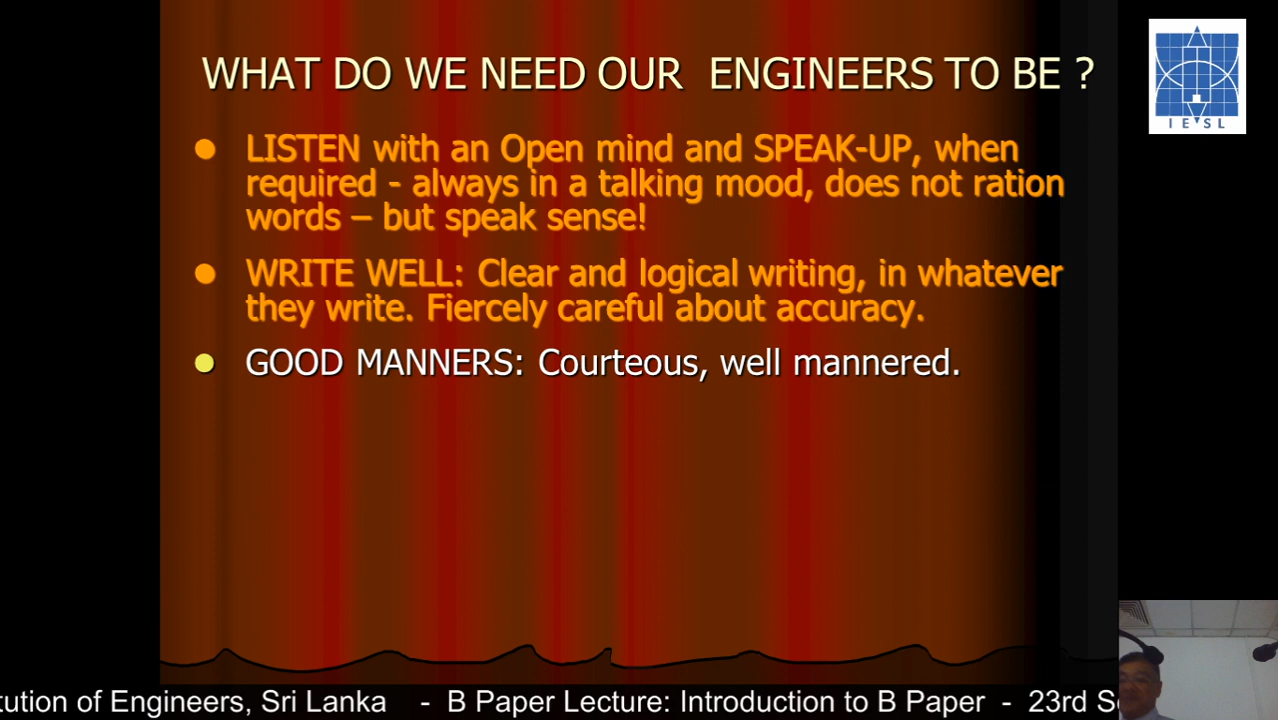 WHAT DO WE NEED OUR ENGINEERS TO BE ?
IESL
LISTEN with an Open mind and SPEAK-UP, when
required - always in a talking mood, does not ration
words – but speak sense!
WRITE WELL: Clear and logical writing, in whatever
they write. Fiercely careful about accuracy.
GOOD MANNERS: Courteous, well mannered.
tution of Engineers, Sri Lanka - B Paper Lecture: Introduction to B Paper - 23rd S